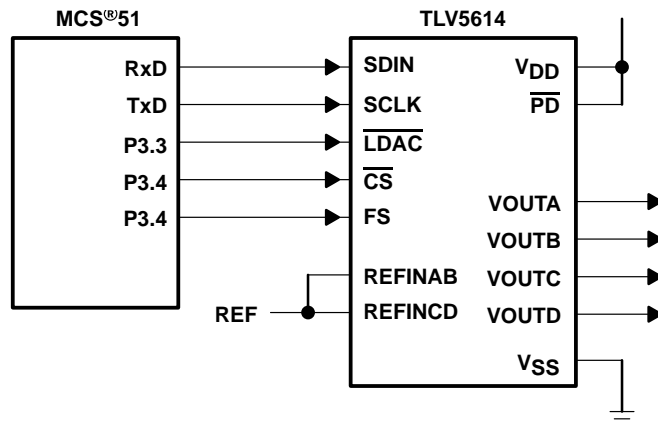 MCS®51
TLV5614
RxD
TxD
P3.3
P3.4
P3.4
SDIN
SCLK
LDAC
CS
FS
REFINAB
REFINCD
REF
VDD
PD
VOUTA
VOUTB
VOUTC
VOUTD
VSS